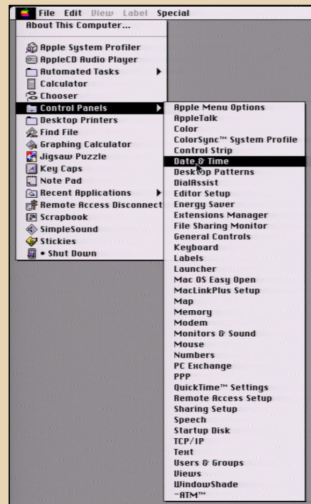 File Edit View Label Special
About This Computer...
Apple System Profiler
AppleCD Audio Player
Automated Tasks
Calculator
Chooser
Control Panels
Desktop Printers
Find File
Graphing Calculator
Jigsaw Puzzle
Key Caps
Note Pad
Recent Applications
Remote Access Disconnect
Scrapbook
SimpleSound
Stickies
• Shut Down
Apple Menu Options
AppleTalk
Color
ColorSync™ System Profile
Control Strip
Date & Time
Desktop Patterns
DialAssist
Editor Setup
Energy Saver
Extensions Manager
File Sharing Monitor
General Controls
Keyboard
Labels
Launcher
Mac OS Easy Open
MacLinkPlus Setup
Map
Memory
Modem
Monitors & Sound
Mouse
Numbers
PC Exchange
PPP
QuickTime™ Settings
Remote Access Setup
Sharing Setup
Speech
Startup Disk
TCP/IP
Text
Users & Groups
Views
WindowShade
~ATM™